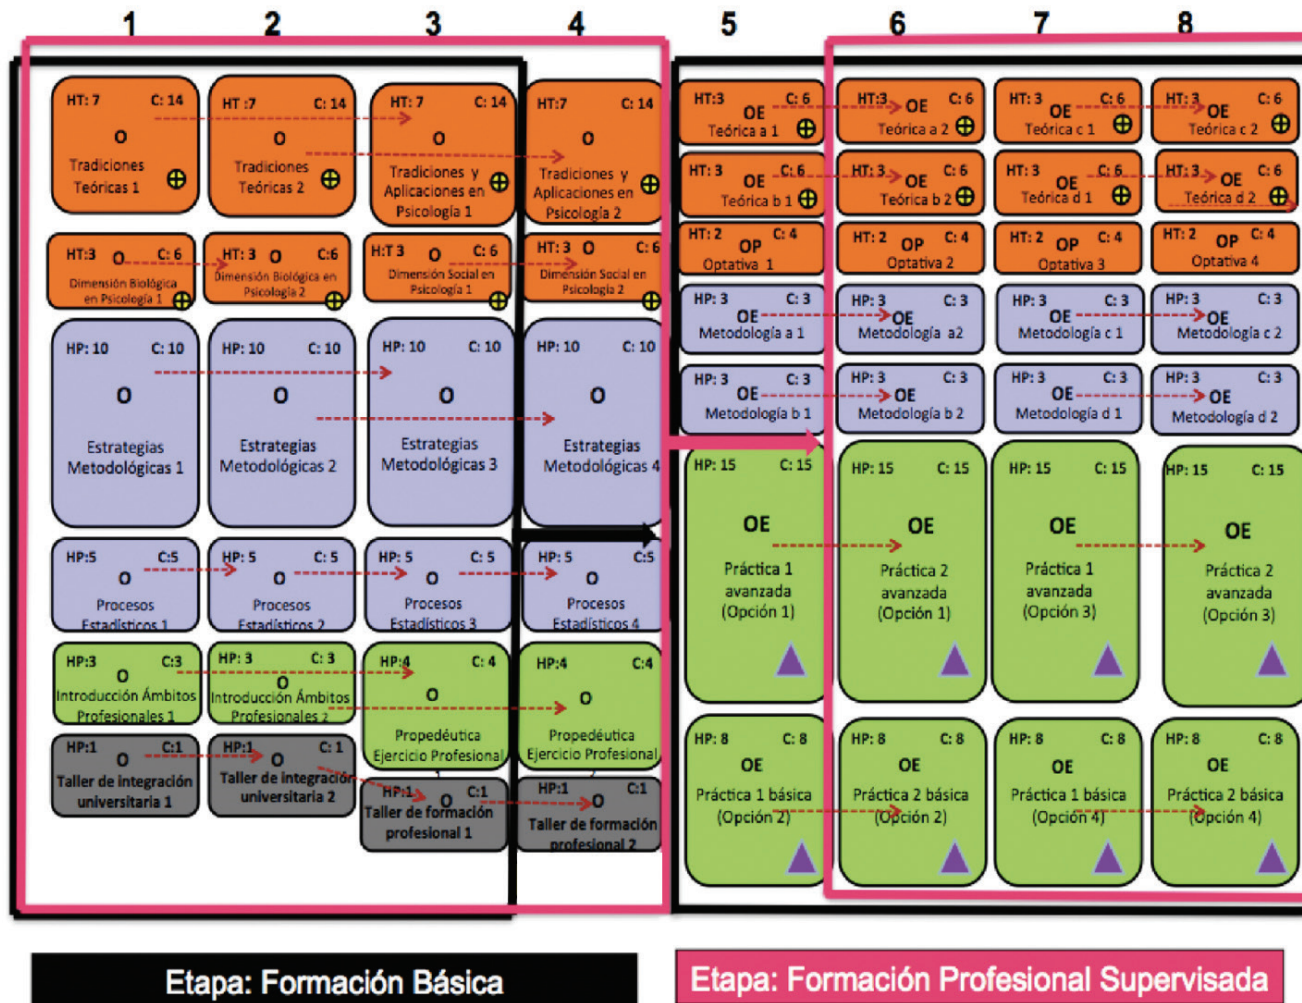 1 2 3 4 5 6 7 8
HT: 7 C: 14
O
Tradiciones
Teóricas 1
HT :7 C: 14
O
Tradiciones
Teóricas 2
HT: 7 C: 14
O
Tradiciones y
Aplicaciones en
Psicología 1
HT:7 C: 14
O
Tradiciones y
Aplicaciones en
Psicología 2
HT:3 C: 6
OE
Teórica a 1
HT:3 C: 6
OE
Teórica a 2
HT: 3 C: 6
OE
Teórica c 1
HT: 3 C: 6
OE
Teórica c 2
HT: 3 C: 6
OE
Teórica b 1
HT: 3 C: 6
OE
Teórica b 2
HT: 3 C: 6
OE
Teórica d 1
HT: 3 C: 6
OE
Teórica d 2
HT:3 O C: 6
Dimensión Biológica
en Psicología 1
HT: 3 O C:6
Dimensión Biológica en
Psicología 2
H:T 3 O C: 6
Dimensión Social en
Psicología 1
HT: 3 O C: 6
Dimensión Social en
Psicología 2
HT: 2 OP C: 4
Optativa 1
HT: 2 OP C: 4
Optativa 2
HT: 2 OP C: 4
Optativa 3
HT: 2 OP C: 4
Optativa 4
HP: 10 C: 10
O
Estrategias
Metodológicas 1
HP: 10 C: 10
O
Estrategias
Metodológicas 2
HP: 10 C: 10
O
Estrategias
Metodológicas 3
HP: 10 C: 10
O
Estrategias
Metodológicas 4
HP: 3 C: 3
OE
Metodología a 1
HP: 3 C: 3
OE
Metodología a2
HP: 3 C: 3
OE
Metodología c 1
HP: 3 C: 3
OE
Metodología c 2
HP: 3 C: 3
OE
Metodología b 1
HP: 3 C: 3
OE
Metodología b 2
HP: 3 C: 3
OE
Metodología d 1
HP: 3 C: 3
OE
Metodología d 2
HP:5 C:5
O
Procesos
Estadísticos 1
HP: 5 C: 5
O
Procesos
Estadísticos 2
HP: 5 C: 5
O
Procesos
Estadísticos 3
HP: 5 C:5
O
Procesos
Estadísticos 4
HP: 15 C: 15
OE
Práctica 1
avanzada
(Opción 1)
HP: 15 C: 15
OE
Práctica 2
avanzada
(Opción 1)
HP: 15 C: 15
OE
Práctica 1
avanzada
(Opción 3)
HP: 15 C: 15
OE
Práctica 2
avanzada
(Opción 3)
HP:3 C:3
O
Introducción Ámbitos
Profesionales 1
HP: 3 C: 3
O
Introducción Ámbitos
Profesionales 2
HP:4 C: 4
O
Propedéutica
Ejercicio Profesional
HP:4 C:4
O
Propedéutica
Ejercicio Profesional
HP:1 C:1
O
Taller de integración
universitaria 1
HP:1 C: 1
O
Taller de integración
universitaria 2
HP:1 C:1
O
Taller de formación
profesional 1
HP:1 C:1
O
Taller de formación
profesional 2
HP: 8 C: 8
OE
Práctica 1 básica
(Opción 2)
HP: 8 C: 8
OE
Práctica 2 básica
(Opción 2)
HP: 8 C: 8
OE
Práctica 1 básica
(Opción 4)
HP: 8 C: 8
OE
Práctica 2 básica
(Opción 4)
Etapa: Formación Básica
Etapa: Formación Profesional Supervisada